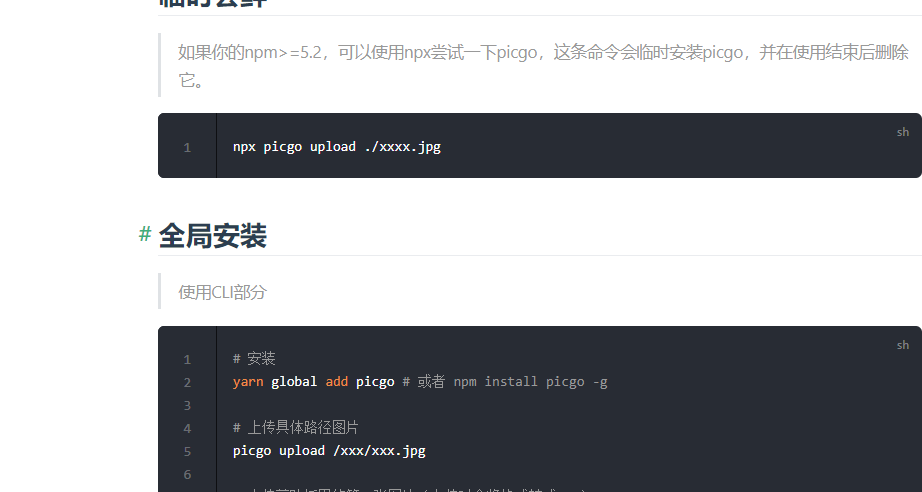 临时尝鲜
如果你的npm>=5.2，可以使用npx尝试一下picgo，这条命令会临时安装picgo，并在使用结束后删除
它。
sh
1 npx picgo upload ./xxxx.jpg
# 全局安装
使用CLI部分
sh
1 # 安装
2 yarn global add picgo # 或者 npm install picgo -g
3
4 # 上传具体路径图片
5 picgo upload /xxx/xxx.jpg
6